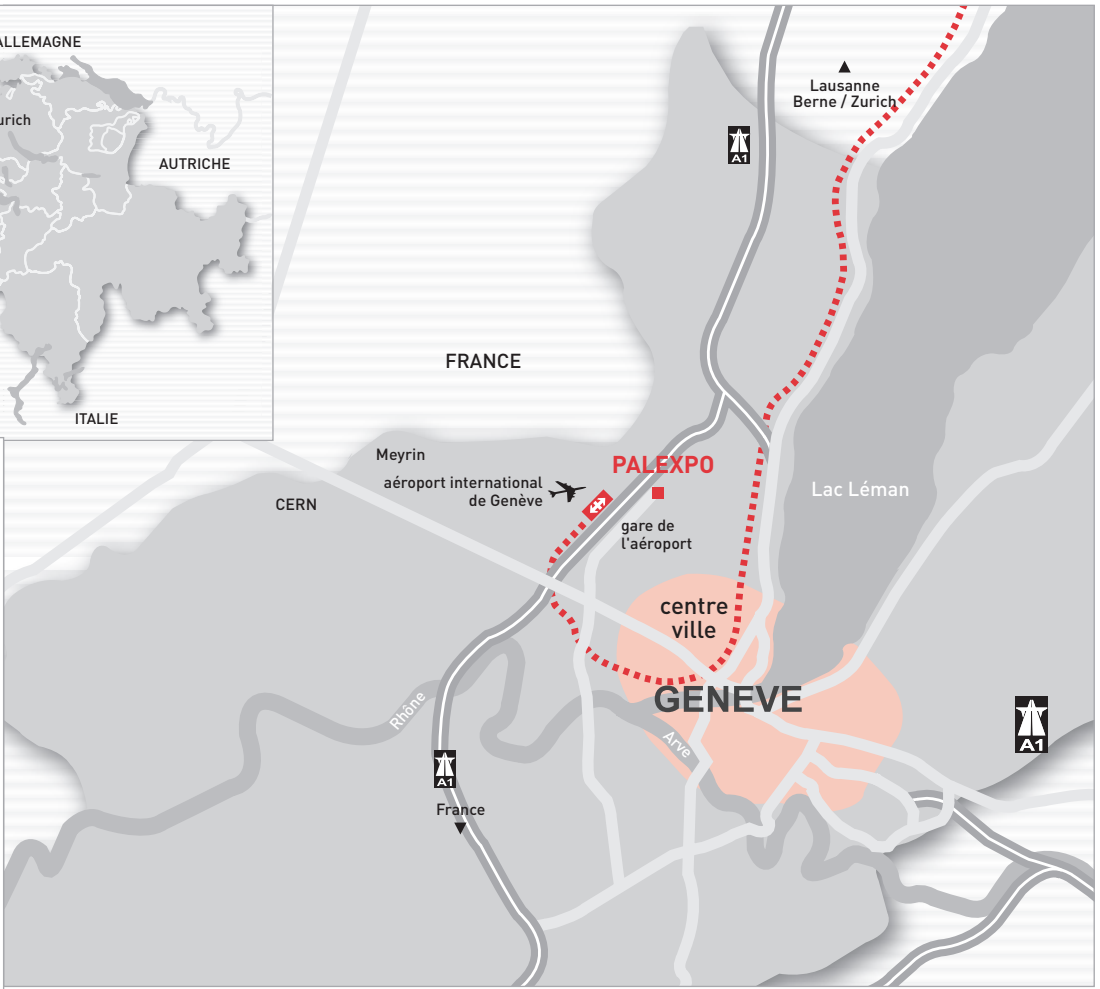 ALLEMAGNE
urich
AUTRICHE
ITALIE
Lausanne
Berne / Zurich
A1
FRANCE
Meyrin
aéroport international
de Genève
CERN
PALEXPO
gare de
l'aéroport
Lac Léman
centre
ville
GENEVE
Rhône
Arve
A1
A1
France